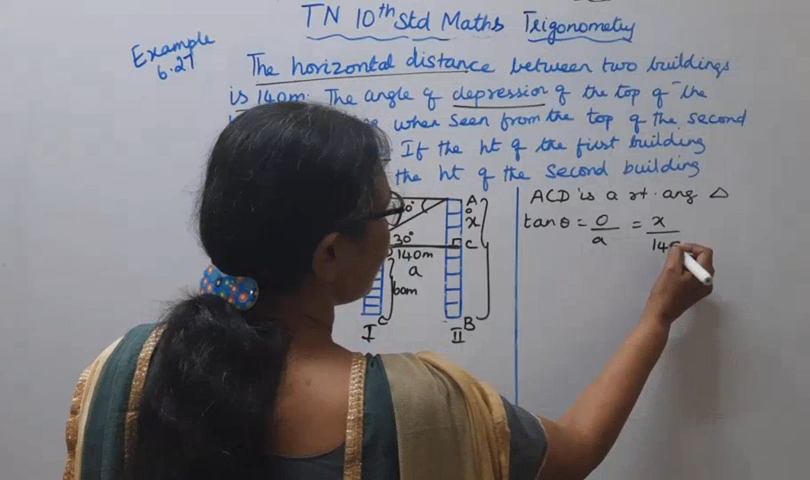 TN 10th Std Maths Trigonometry
Example
6.27
The horizontal distance between two buildings
is 140m. The angle of depression of the top of the
when seen from the top of the second
If the ht of the first building
the ht of the second building
ACD is a rt. ang △
tan θ = o/a = x/14
A
o
x
30°
C
140m
a
60m
C
B
I
II